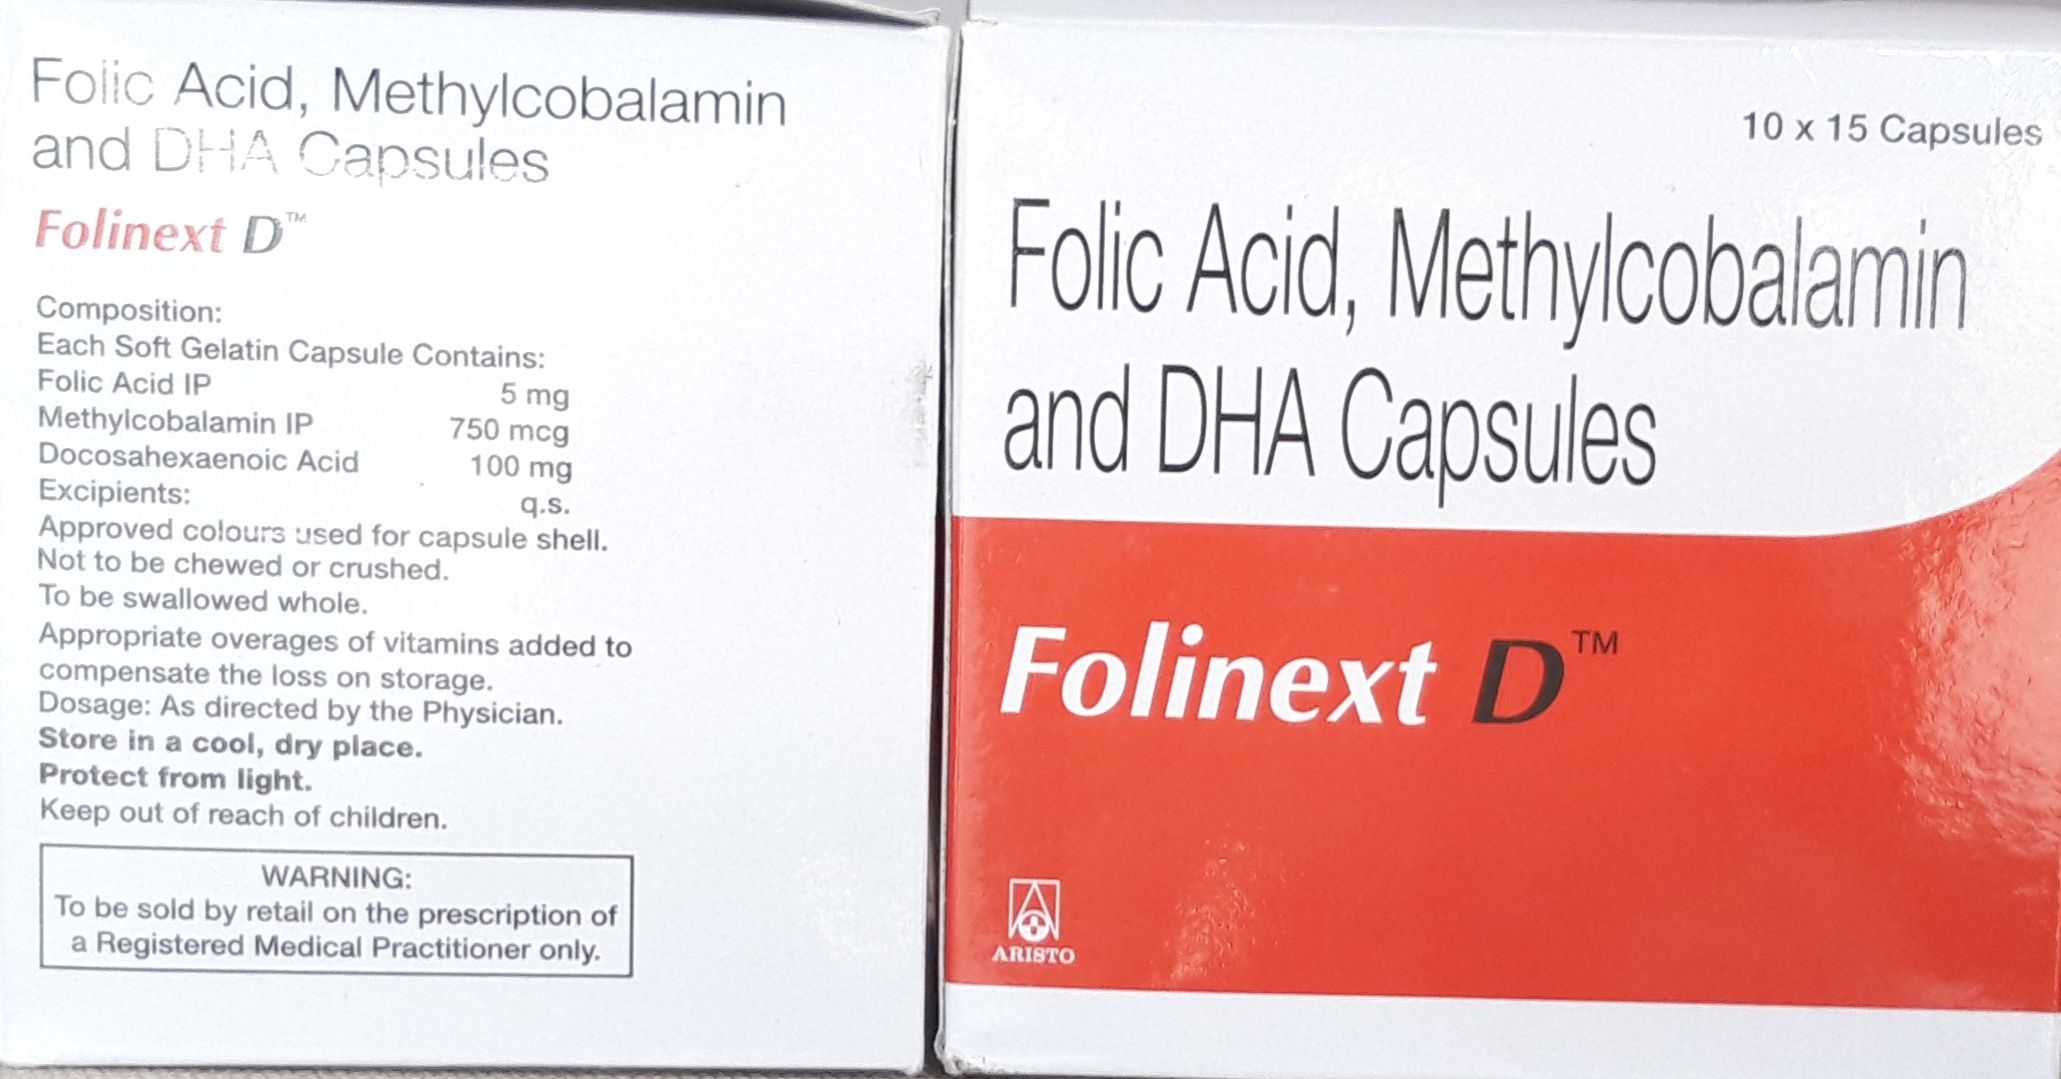 Folic Acid, Methylcobalamin
and DHA Capsules
Folinext D™
Composition:
Each Soft Gelatin Capsule Contains:
Folic Acid IP 5 mg
Methylcobalamin IP 750 mcg
Docosahexaenoic Acid 100 mg
Excipients: q.s.
Approved colours used for capsule shell.
Not to be chewed or crushed.
To be swallowed whole.
Appropriate overages of vitamins added to
compensate the loss on storage.
Dosage: As directed by the Physician.
Store in a cool, dry place.
Protect from light.
Keep out of reach of children.
WARNING:
To be sold by retail on the prescription of
a Registered Medical Practitioner only.
10 x 15 Capsules
Folic Acid, Methylcobalamin
and DHA Capsules
Folinext D™
ARISTO